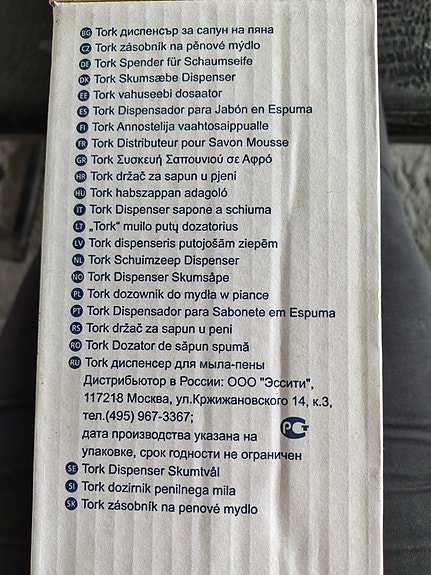 BG Tork диспенсър за сапун на пяна
CZ Tork zásobník na pěnové mýdlo
DE Tork Spender für Schaumseife
DK Tork Skumsæbe Dispenser
EE Tork vahuseebi dosaator
ES Tork Dispensador para Jabón en Espuma
FI Tork Annostelija vaahtosaippualle
FR Tork Distributeur pour Savon Mousse
GR Tork Συσκευή Σαπουνιού σε Αφρό
HR Tork držač za sapun u pjeni
HU Tork habszappan adagoló
IT Tork Dispenser sapone a schiuma
LT „Tork" muilo putų dozatorius
LV Tork dispenseris putojošām ziepēm
NL Tork Schuimzeep Dispenser
NO Tork Dispenser Skumsåpe
PL Tork dozownik do mydła w piance
PT Tork Dispensador para Sabonete em Espuma
RS Tork držač za sapun u peni
RO Tork Dozator de săpun spumă
RU Tork диспенсер для мыла-пены
Дистрибьютор в России: ООО "Эссити",
117218 Москва, ул.Кржижановского 14, к.3,
тел.(495) 967-3367;
дата производства указана на
упаковке, срок годности не ограничен
РСТ
SE Tork Dispenser Skumtvål
SI Tork dozirnik penilnega mila
SK Tork zásobník na penové mydlo